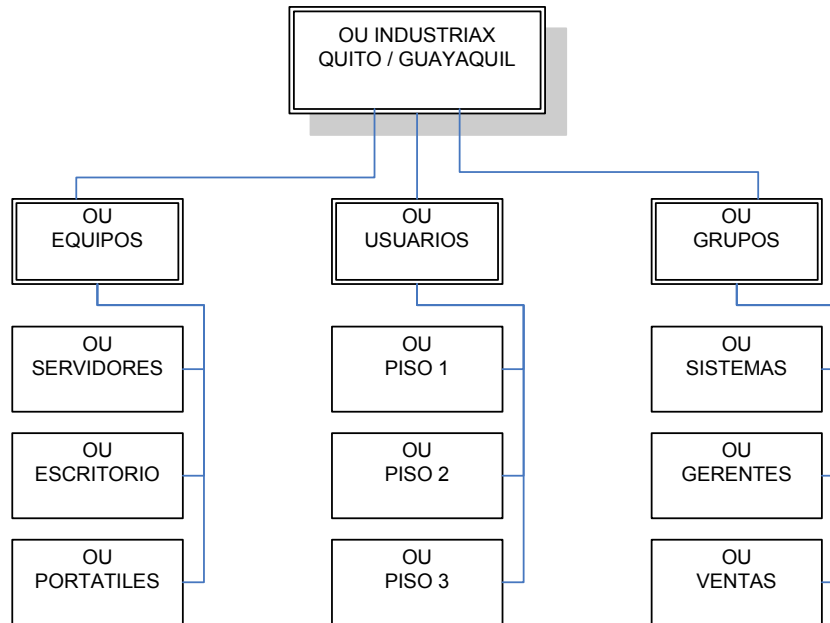 OU INDUSTRIAX
QUITO / GUAYAQUIL
OU
EQUIPOS
OU
USUARIOS
OU
GRUPOS
OU
SERVIDORES
OU
PISO 1
OU
SISTEMAS
OU
ESCRITORIO
OU
PISO 2
OU
GERENTES
OU
PORTATILES
OU
PISO 3
OU
VENTAS